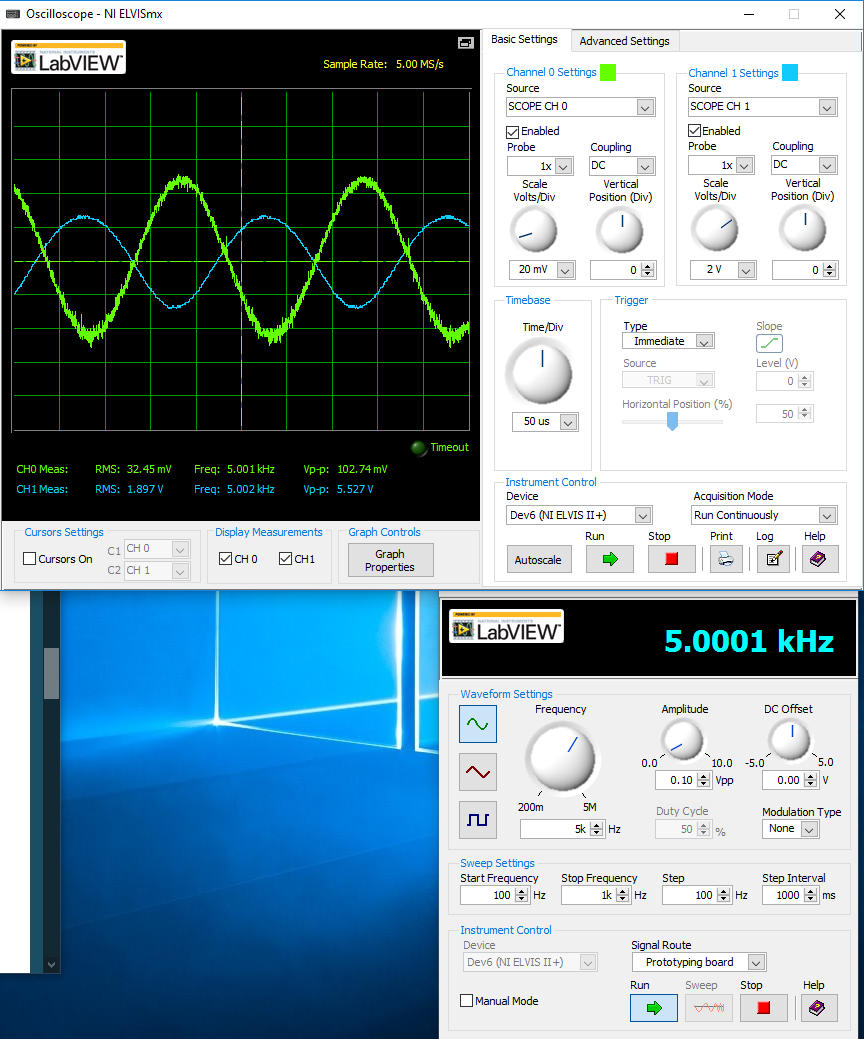 Oscilloscope - NI ELVISmx
POWERED BY
NATIONAL INSTRUMENTS
LabVIEW™
Sample Rate: 5.00 MS/s
Timeout
CH0 Meas: RMS: 32.45 mV Freq: 5.001 kHz Vp-p: 102.74 mV
CH1 Meas: RMS: 1.897 V Freq: 5.002 kHz Vp-p: 5.527 V
Cursors Settings
Cursors On
C1 CH 0
C2 CH 1
Display Measurements
CH 0 CH1
Graph Controls
Graph
Properties
Basic Settings Advanced Settings
Channel 0 Settings
Source
SCOPE CH 0
Enabled
Probe Coupling
1x DC
Scale Vertical
Volts/Div Position (Div)
20 mV 0
Channel 1 Settings
Source
SCOPE CH 1
Enabled
Probe Coupling
1x DC
Scale Vertical
Volts/Div Position (Div)
2 V 0
Timebase
Time/Div
50 us
Trigger
Type Slope
Immediate
Source Level (V)
TRIG 0
Horizontal Position (%)
50
Instrument Control
Device Acquisition Mode
Dev6 (NI ELVIS II+) Run Continuously
Run Stop Print Log Help
Autoscale
POWERED BY
NATIONAL INSTRUMENTS
LabVIEW™
5.0001 kHz
Waveform Settings
Frequency Amplitude DC Offset
0.0 10.0 -5.0 5.0
0.10 Vpp 0.00 V
200m 5M
Duty Cycle Modulation Type
5k Hz 50 % None
Sweep Settings
Start Frequency Stop Frequency Step Step Interval
100 Hz 1k Hz 100 Hz 1000 ms
Instrument Control
Device Signal Route
Dev6 (NI ELVIS II+) Prototyping board
Run Sweep Stop Help
Manual Mode